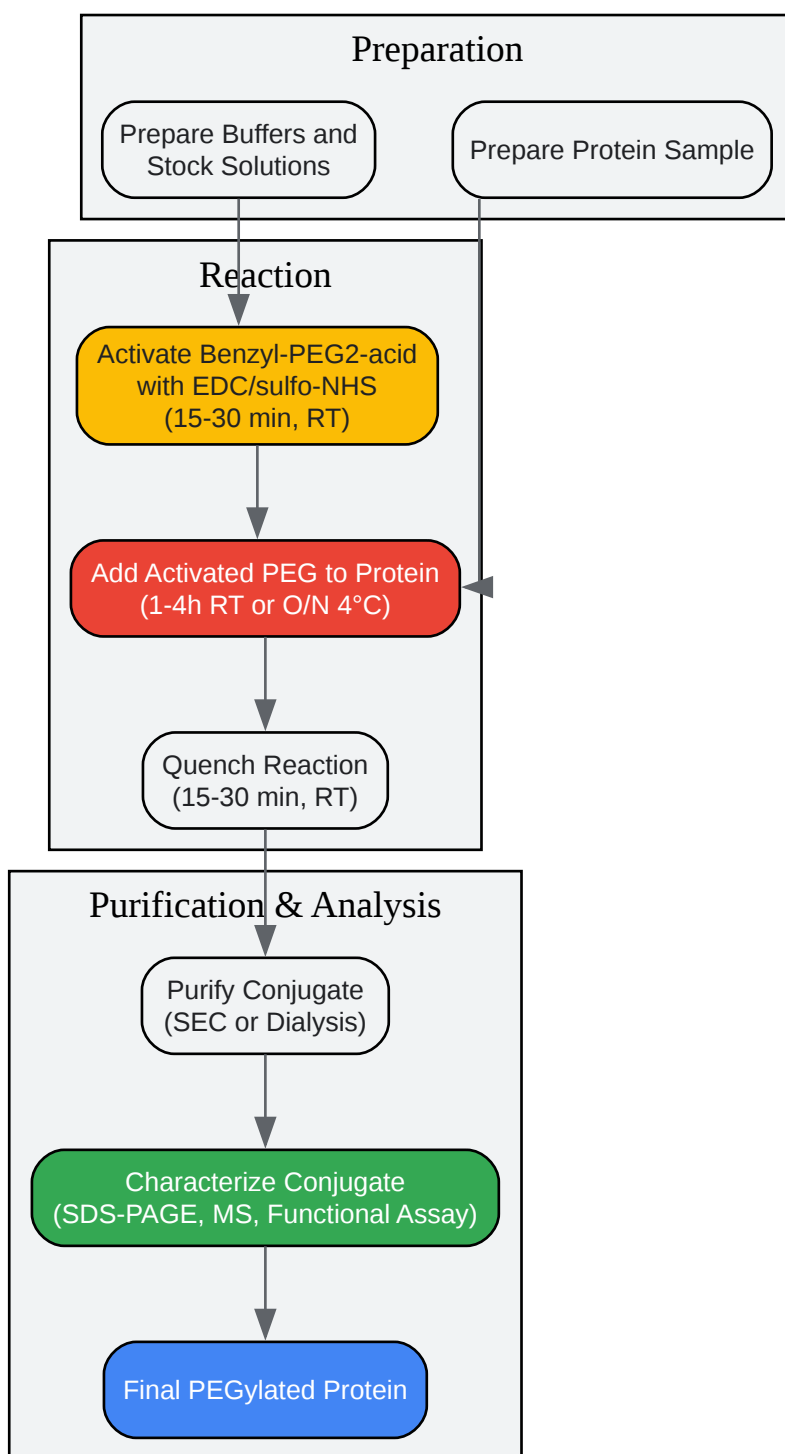 Preparation
Prepare Buffers and
Stock Solutions
Prepare Protein Sample
Reaction
Activate Benzyl-PEG2-acid
with EDC/sulfo-NHS
(15-30 min, RT)
Add Activated PEG to Protein
(1-4h RT or O/N 4°C)
Quench Reaction
(15-30 min, RT)
Purification & Analysis
Purify Conjugate
(SEC or Dialysis)
Characterize Conjugate
(SDS-PAGE, MS, Functional Assay)
Final PEGylated Protein